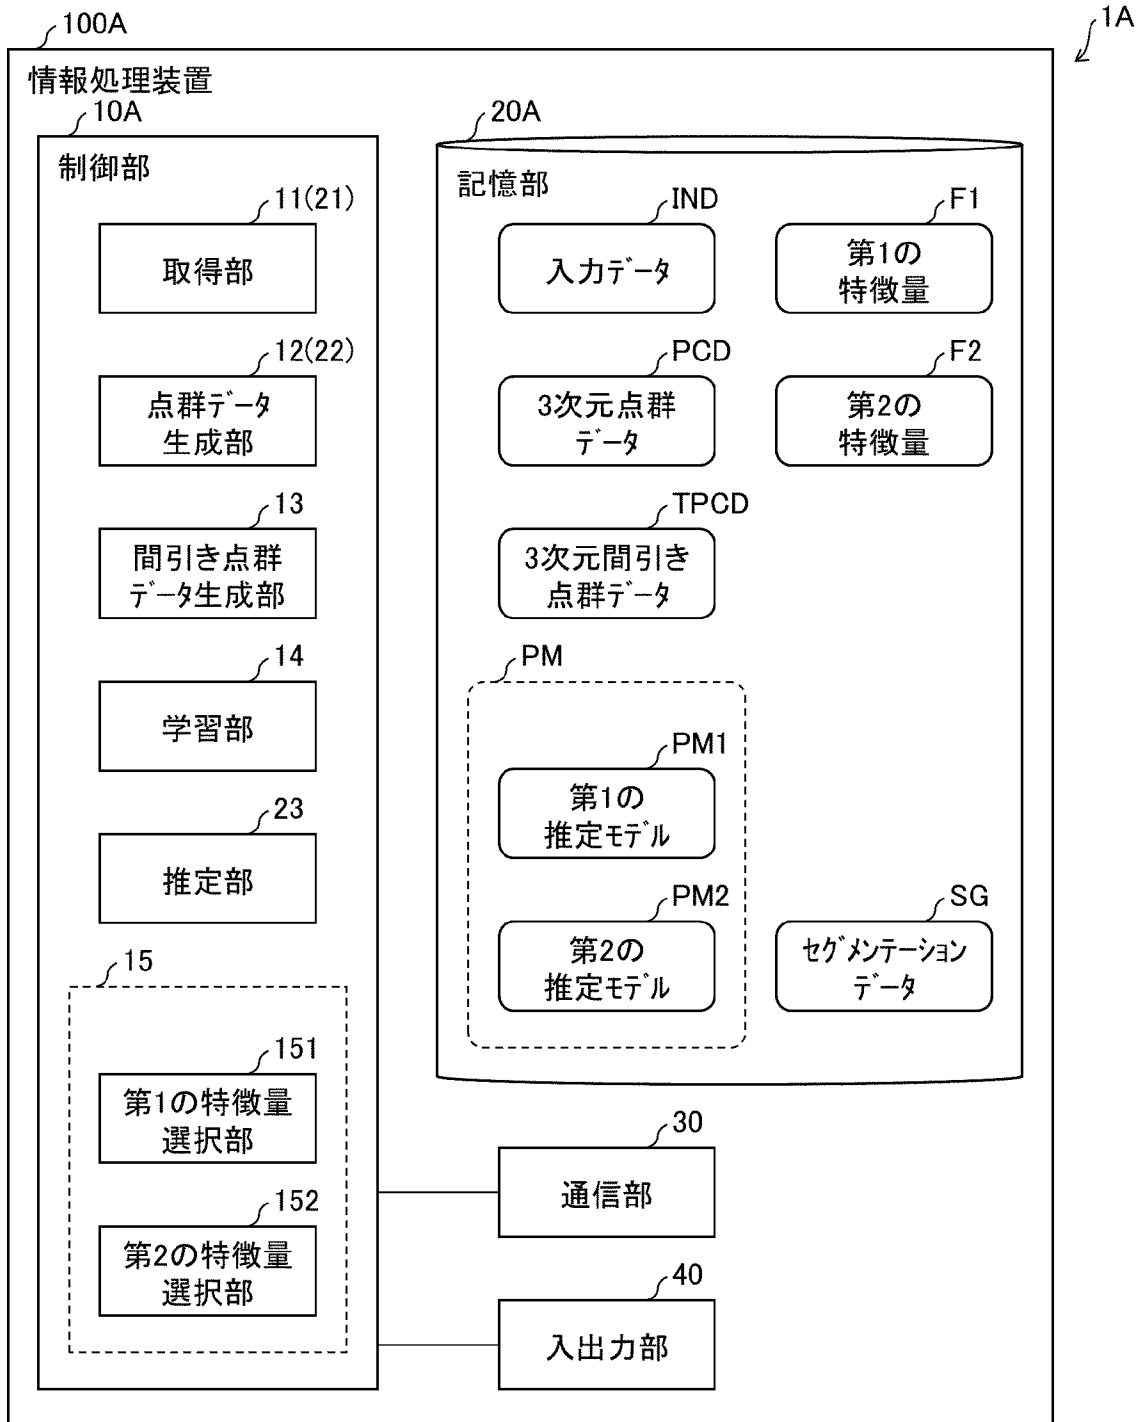 100A
1A
情報処理装置
10A
制御部
11(21)
取得部
12(22)
点群データ
生成部
13
間引き点群
データ生成部
14
学習部
23
推定部
15
151
第1の特徴量
選択部
152
第2の特徴量
選択部
20A
記憶部
IND
入力データ
F1
第1の
特徴量
PCD
3次元点群
データ
F2
第2の
特徴量
TPCD
3次元間引き
点群データ
PM
PM1
第1の
推定モデル
PM2
第2の
推定モデル
SG
セグメンテーション
データ
30
通信部
40
入出力部